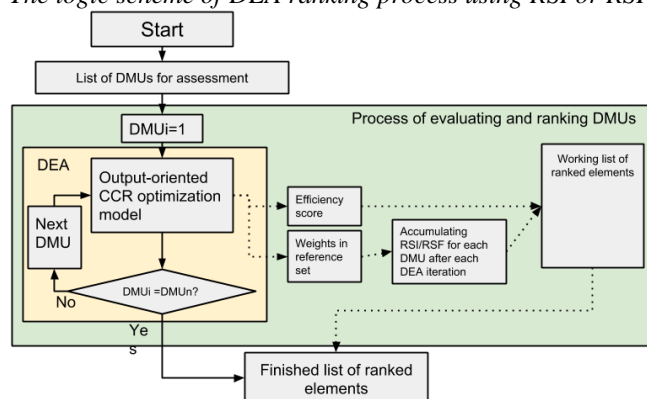 The logic scheme of DEA ranking process using RSI or RSF
Start
List of DMUs for assessment
Process of evaluating and ranking DMUs
DMUi=1
DEA
Output-oriented
CCR optimization
model
Next
DMU
Efficiency
score
Weights in
reference
set
Accumulating
RSI/RSF for each
DMU after each
DEA iteration
Working list of
ranked elements
DMUi =DMUn?
No
Ye
s
Finished list of ranked
elements